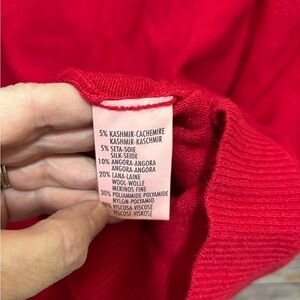 5% KASHMIR-CACHEMIRE
KASHMIR-KASCHMIR
5% SETA-SOIE
SILK-SEIDE
10% ANGORA-ANGORA
ANGORA-ANGORA
20% LANA-LAINE
WOOL-WOLLE
MERINOS FINE
30% POLIAMMIDE-POLYAMIDE
NYLON-POLYAMID
VISCOSA-VISCOSE
VISCOSE-VISKOSE